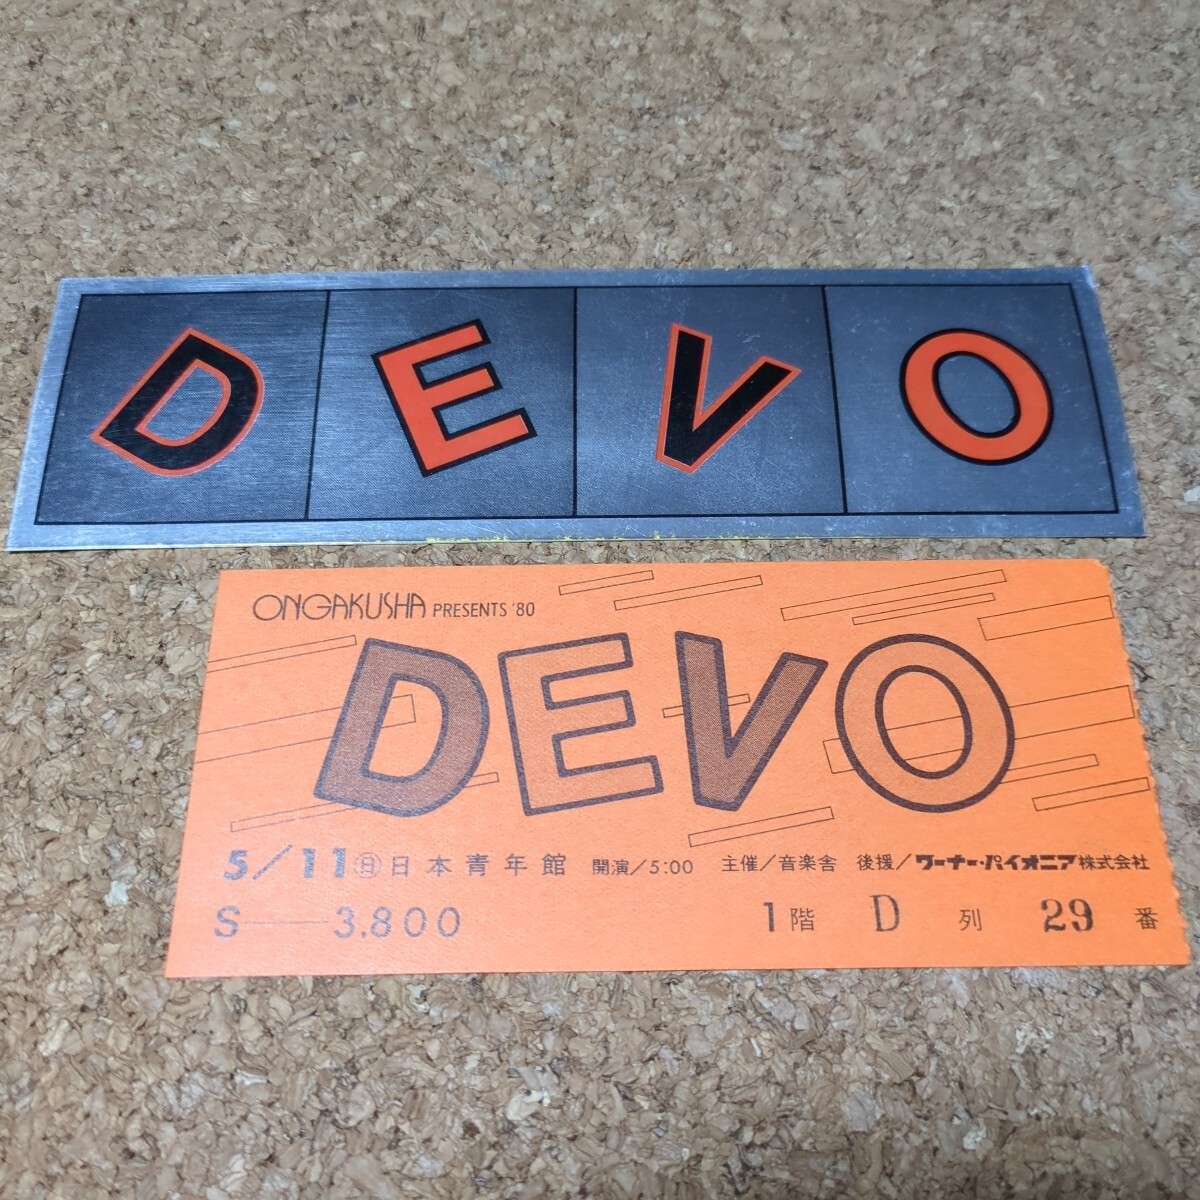 DEVO
ONGAKUSHA PRESENTS '80
DEVO
5/11㊐日本青年館 開演/5:00 主催/音楽舎 後援/ワーナー・パイオニア株式会社
S——3,800 1階 D 列 29 番